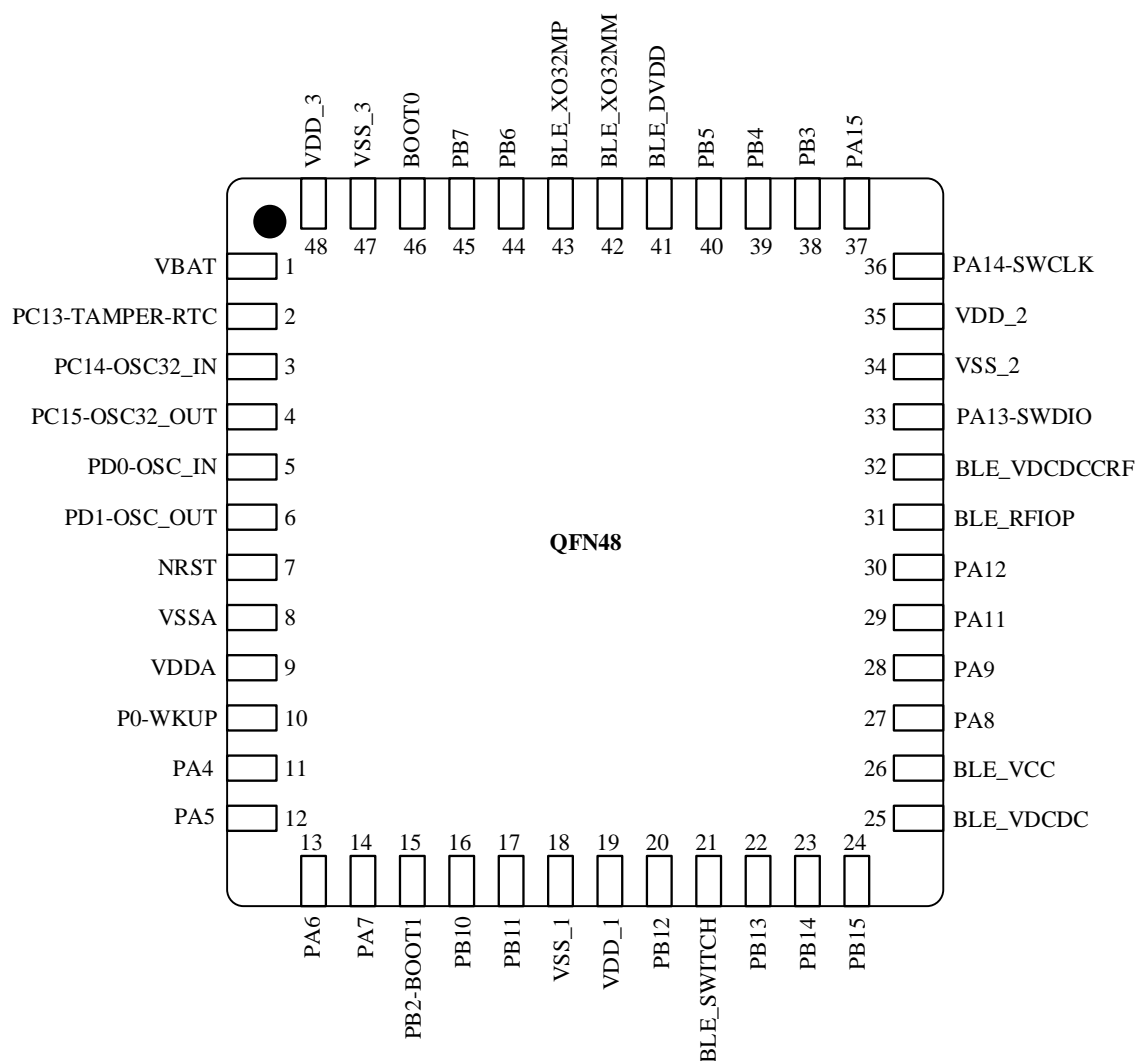 VDD_3
VSS_3
BOOT0
PB7
PB6
BLE_XO32MP
BLE_XO32MM
BLE_DVDD
PB5
PB4
PB3
PA15
48 47 46 45 44 43 42 41 40 39 38 37
VBAT 1
PC13-TAMPER-RTC 2
PC14-OSC32_IN 3
PC15-OSC32_OUT 4
PD0-OSC_IN 5
PD1-OSC_OUT 6
NRST 7
VSSA 8
VDDA 9
P0-WKUP 10
PA4 11
PA5 12
QFN48
36 PA14-SWCLK
35 VDD_2
34 VSS_2
33 PA13-SWDIO
32 BLE_VDCDCCRF
31 BLE_RFIOP
30 PA12
29 PA11
28 PA9
27 PA8
26 BLE_VCC
25 BLE_VDCDC
13 14 15 16 17 18 19 20 21 22 23 24
PA6
PA7
PB2-BOOT1
PB10
PB11
VSS_1
VDD_1
PB12
BLE_SWITCH
PB13
PB14
PB15